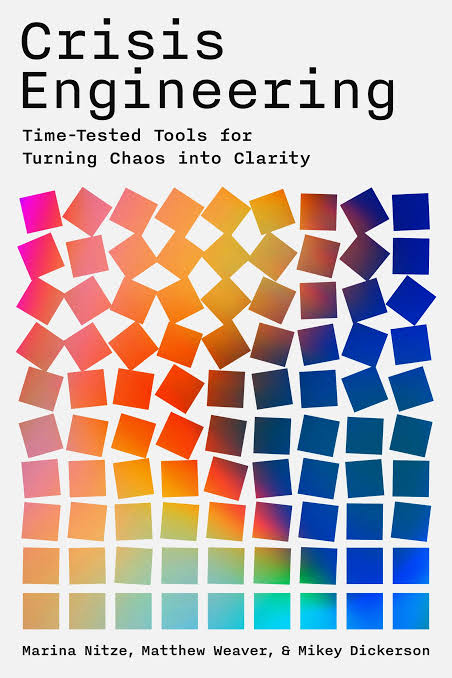 Crisis
Engineering
Time-Tested Tools for
Turning Chaos into Clarity
Marina Nitze, Matthew Weaver, & Mikey Dickerson